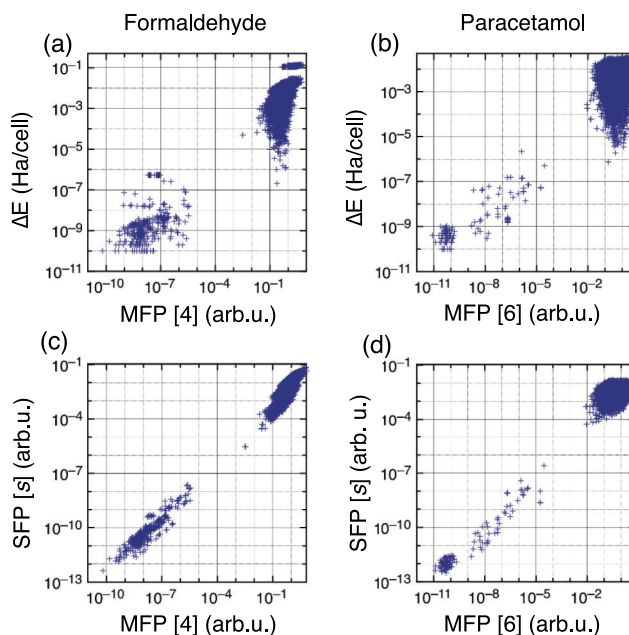 Formaldehyde
Paracetamol
(a)
(b)
ΔE (Ha/cell)
10⁻¹
10⁻³
10⁻⁵
10⁻⁷
10⁻⁹
10⁻¹¹
10⁻¹⁰ 10⁻⁷ 10⁻⁴ 10⁻¹
MFP [4] (arb.u.)
ΔE (Ha/cell)
10⁻³
10⁻⁵
10⁻⁷
10⁻⁹
10⁻¹¹
10⁻¹¹ 10⁻⁸ 10⁻⁵ 10⁻²
MFP [6] (arb.u.)
(c)
(d)
SFP [s] (arb.u.)
10⁻¹
10⁻⁴
10⁻⁷
10⁻¹⁰
10⁻¹³
10⁻¹⁰ 10⁻⁷ 10⁻⁴ 10⁻¹
MFP [4] (arb.u.)
SFP [s] (arb. u.)
10⁻¹
10⁻⁴
10⁻⁷
10⁻¹⁰
10⁻¹³
10⁻¹¹ 10⁻⁸ 10⁻⁵ 10⁻²
MFP [6] (arb.u.)